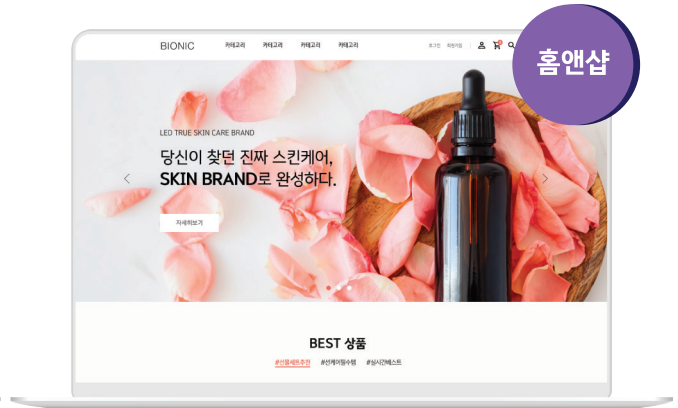 BIONIC
카테고리 카테고리 카테고리 카테고리
로그인 회원가입
홈앤샵
LEO TRUE SKIN CARE BRAND
당신이 찾던 진짜 스킨케어,
SKIN BRAND로 완성하다.
자세히보기
BEST 상품
#선물세트추천 #선케어필수템 #실시간베스트